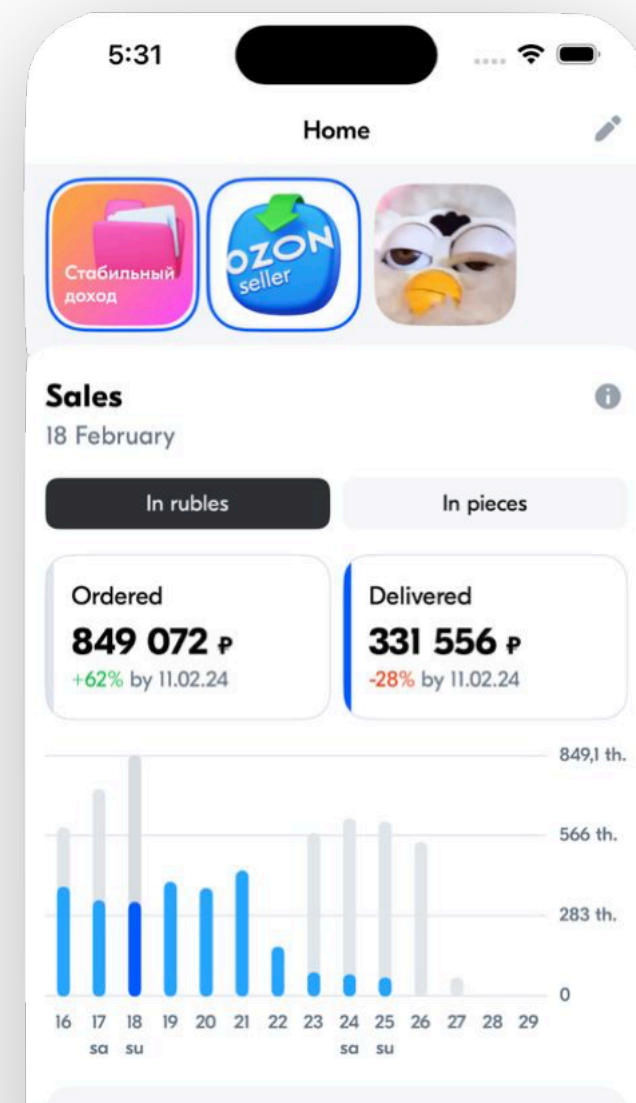 5:31
Home
Стабильный
доход
OZON
seller
Sales
18 February
In rubles
In pieces
Ordered
849 072 ₽
+62% by 11.02.24
Delivered
331 556 ₽
-28% by 11.02.24
849,1 th.
566 th.
283 th.
0
16 17 18 19 20 21 22 23 24 25 26 27 28 29
sa su sa su